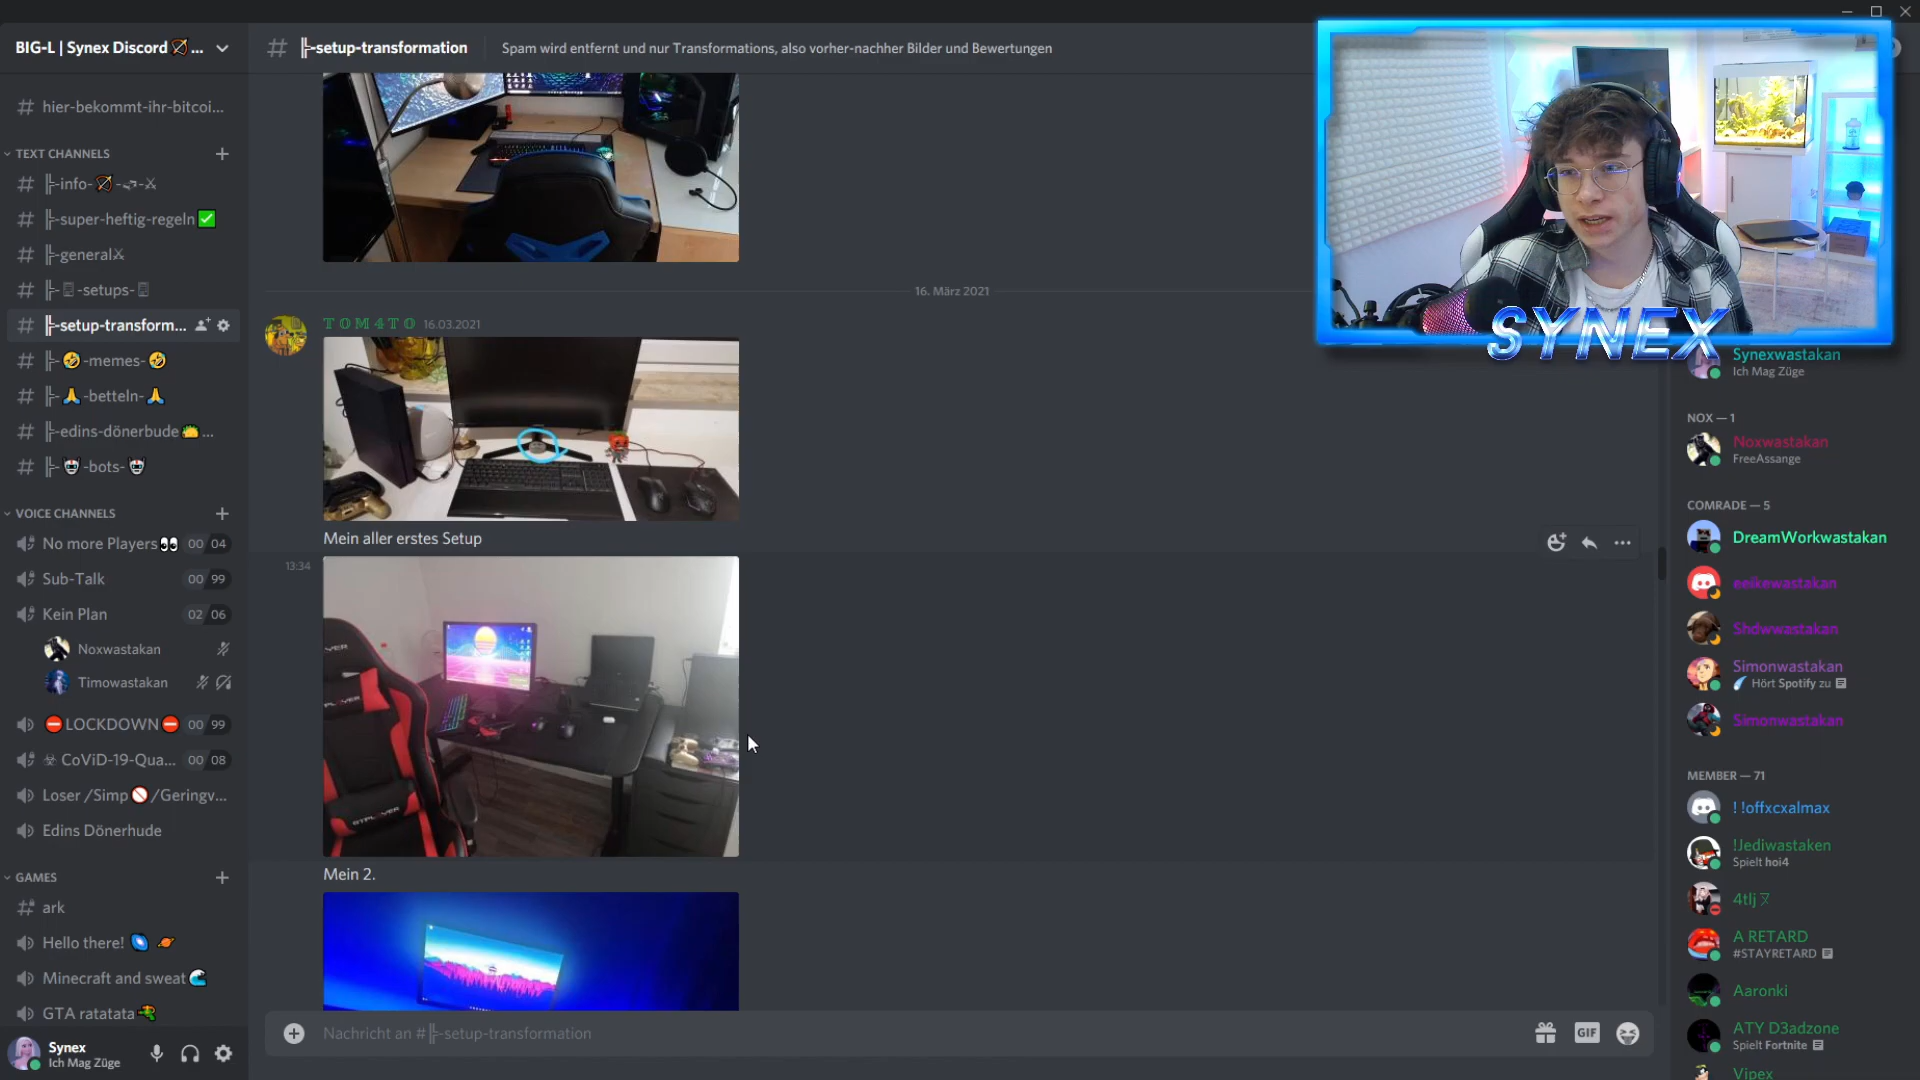 BIG-L | Synex Discord🏹...
hier-bekommt-ihr-bitcoi...
TEXT CHANNELS
╠-info-🏹-🔫-⚔
╠-super-heftig-regeln✅
╠-general⚔
-setups-
╠-setup-transform...
╠-🤣-memes-🤣
╠-🙏-betteln-🙏
╠-edins-dönerbude🌮...
-bots-
VOICE CHANNELS
No more Players👀 00 04
Sub-Talk 00 99
Kein Plan 02 06
Noxwastakan
Timowastakan
⛔LOCKDOWN⛔ 00 99
☣ CoViD-19-Qua... 00 08
Loser /Simp🚫/Geringv...
Edins Dönerhude
GAMES
ark
Hello there! 🌌 🪐
Minecraft and sweat🌊
GTA ratatata🔫
Synex
Ich Mag Züge
# ╠-setup-transformation
Spam wird entfernt und nur Transformations, also vorher-nachher Bilder und Bewertungen
16. März 2021
TOM4TO 16.03.2021
Mein aller erstes Setup
13:34
Mein 2.
Nachricht an #╠-setup-transformation
GIF
SYNEX
Synexwastakan
Ich Mag Züge
NOX — 1
Noxwastakan
FreeAssange
COMRADE — 5
DreamWorkwastakan
eeikewastakan
Shdwwastakan
Simonwastakan
Hört Spotify zu
Simonwastakan
MEMBER — 71
! !offxcxalmax
!Jediwastaken
Spielt hoi4
4tlj
A RETARD
#STAYRETARD
Aaronki
ATY D3adzone
Spielt Fortnite
Vipex